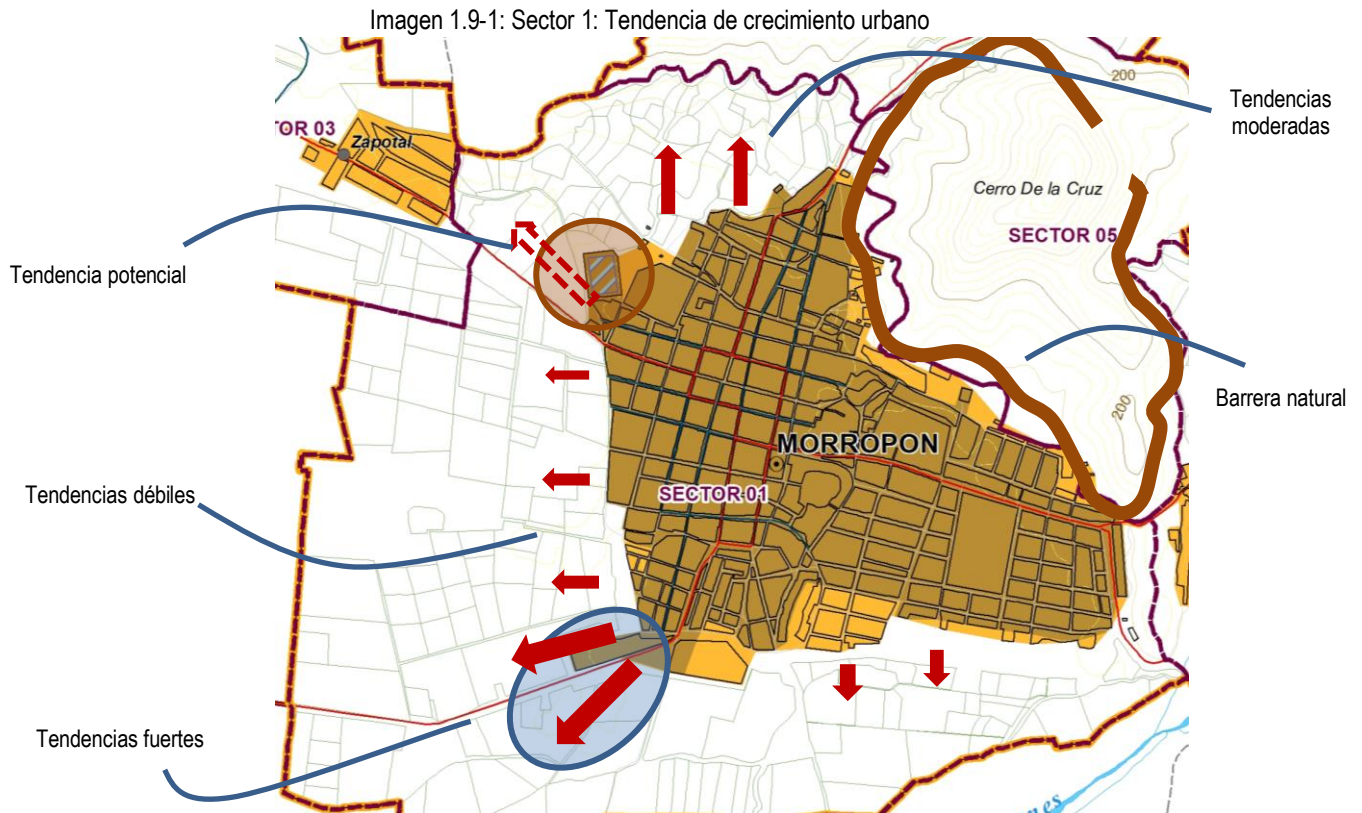 Imagen 1.9-1: Sector 1: Tendencia de crecimiento urbano
200
Tendencias
moderadas
TOR 03
Zapotal
Cerro De la Cruz
SECTOR 05
Tendencia potencial
Barrera natural
200
MORROPON
Tendencias débiles
SECTOR 01
Tendencias fuertes
nes